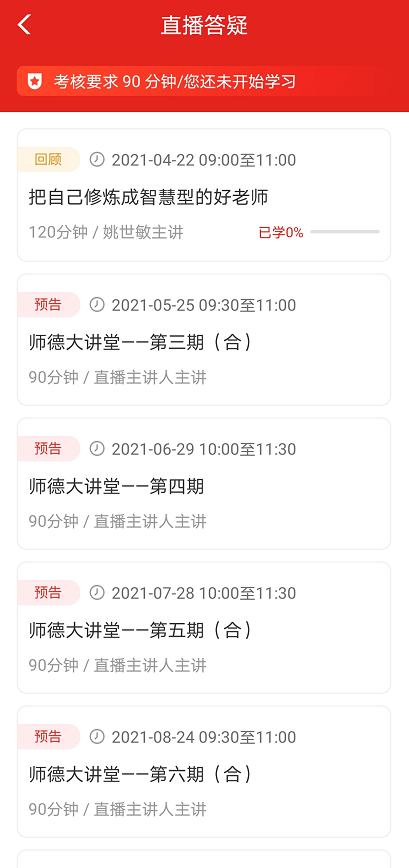 直播答疑
考核要求 90 分钟/您还未开始学习
回顾 2021-04-22 09:00至11:00
把自己修炼成智慧型的好老师
120分钟 / 姚世敏主讲 已学0%
预告 2021-05-25 09:30至11:00
师德大讲堂——第三期（合）
90分钟 / 直播主讲人主讲
预告 2021-06-29 10:00至11:30
师德大讲堂——第四期
90分钟 / 直播主讲人主讲
预告 2021-07-28 10:00至11:30
师德大讲堂——第五期（合）
90分钟 / 直播主讲人主讲
预告 2021-08-24 09:30至11:00
师德大讲堂——第六期（合）
90分钟 / 直播主讲人主讲